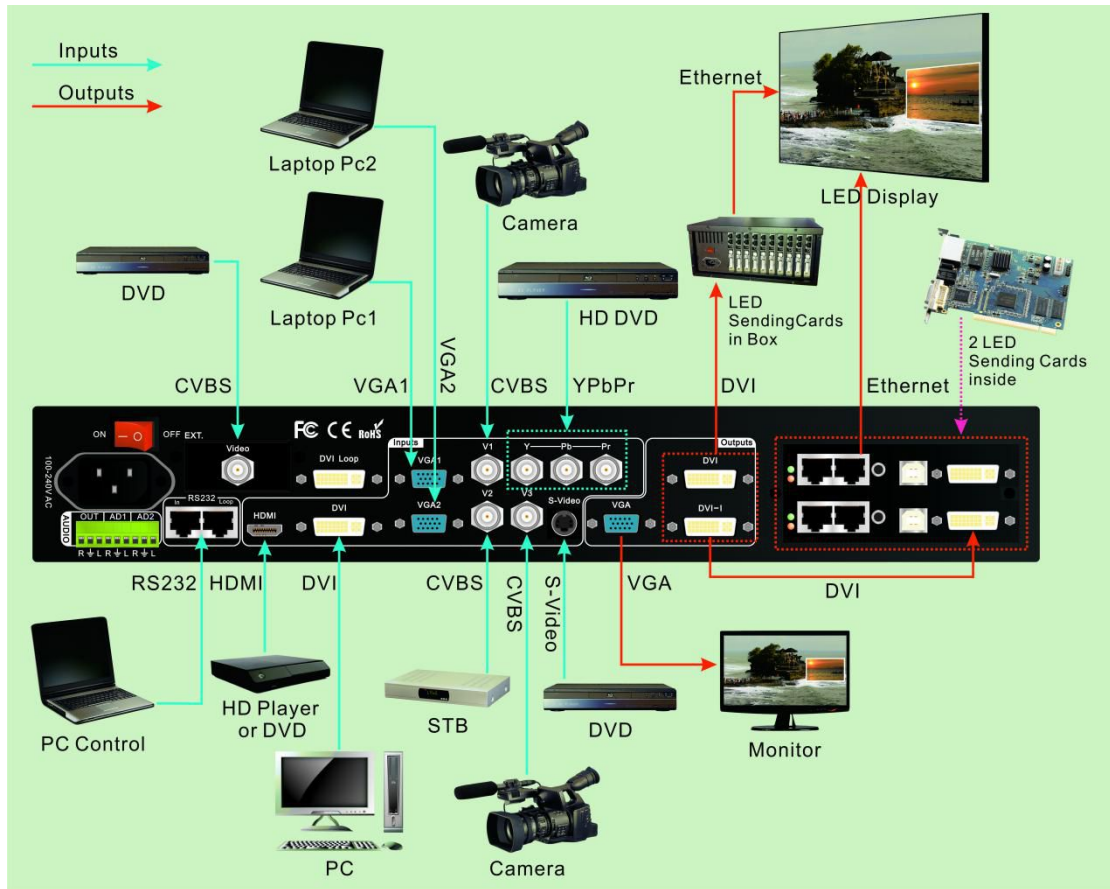 Inputs
Outputs
Laptop Pc2
Camera
Ethernet
LED Display
DVD
Laptop Pc1
HD DVD
LED
SendingCards
in Box
2 LED
Sending Cards
inside
CVBS
VGA1
VGA2
CVBS
YPbPr
DVI
Ethernet
ON
OFF
EXT.
FC CE RoHS
Inputs
Outputs
Video
DVI Loop
VGA1
V1
Y
Pb
Pr
DVI
100-240V AC
RS232
In
Loop
HDMI
DVI
VGA2
V2
V3
S-Video
VGA
DVI-I
AUDIO
OUT
AD1
AD2
R L R L R L
RS232
HDMI
DVI
CVBS
CVBS
S-Video
VGA
DVI
PC Control
HD Player
or DVD
STB
DVD
Monitor
PC
Camera